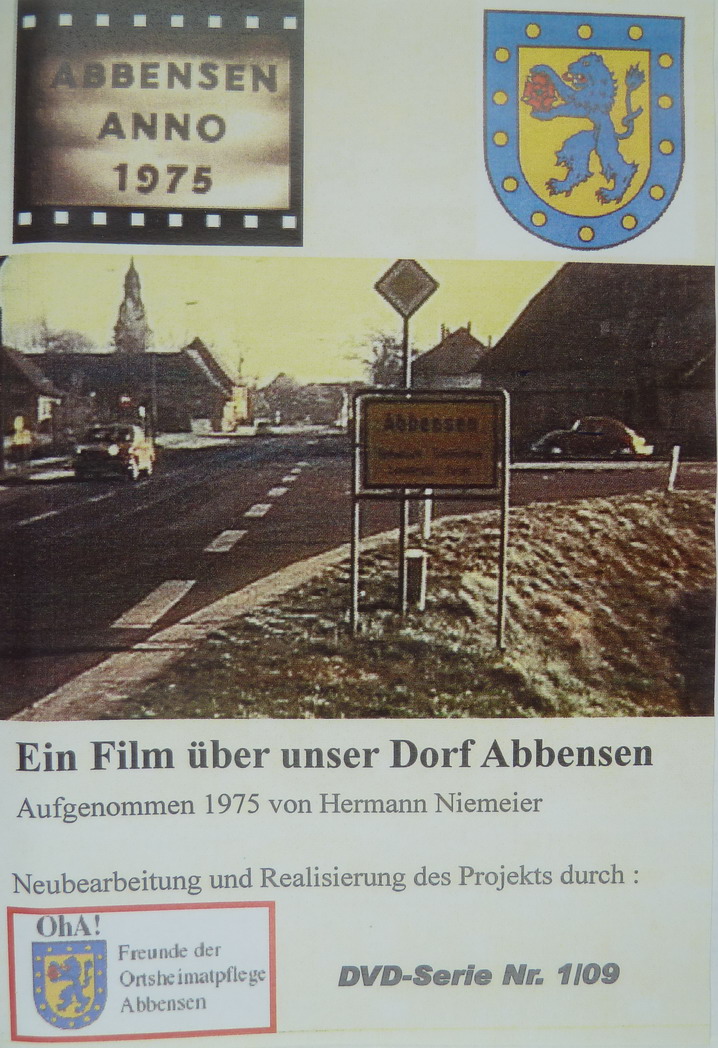 ABBENSEN
ANNO
1975
Abbensen
Ein Film über unser Dorf Abbensen
Aufgenommen 1975 von Hermann Niemeier
Neubearbeitung und Realisierung des Projekts durch :
OhA!
Freunde der
Ortsheimatpflege
Abbensen
DVD-Serie Nr. 1/09